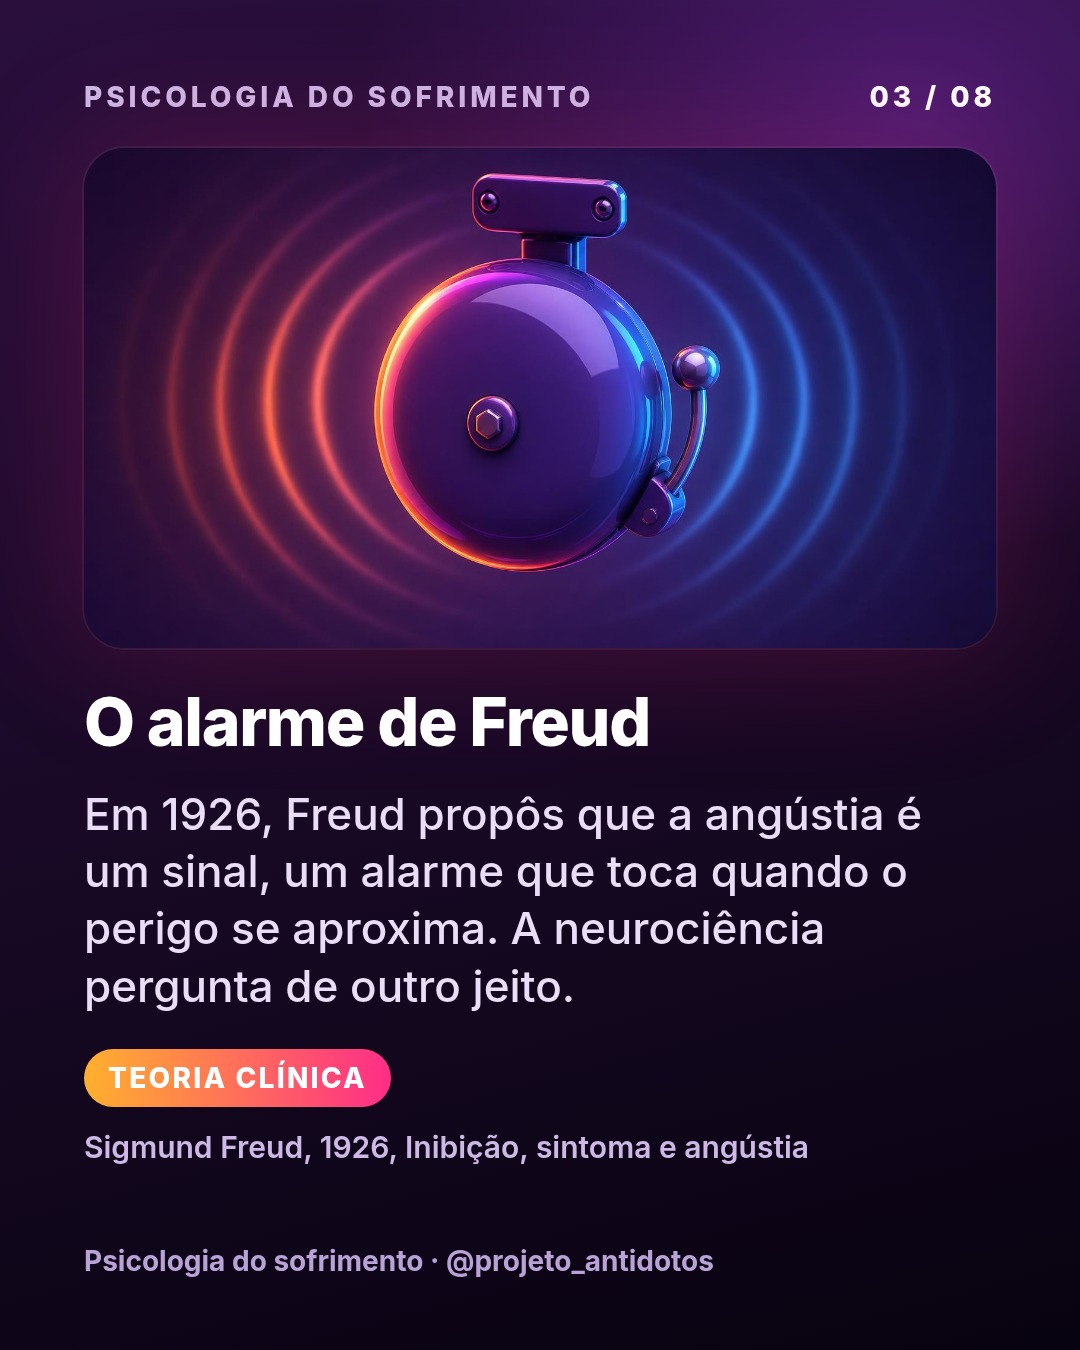 PSICOLOGIA DO SOFRIMENTO
03 / 08
O alarme de Freud
Em 1926, Freud propôs que a angústia é
um sinal, um alarme que toca quando o
perigo se aproxima. A neurociência
pergunta de outro jeito.
TEORIA CLÍNICA
Sigmund Freud, 1926, Inibição, sintoma e angústia
Psicologia do sofrimento · @projeto_antidotos